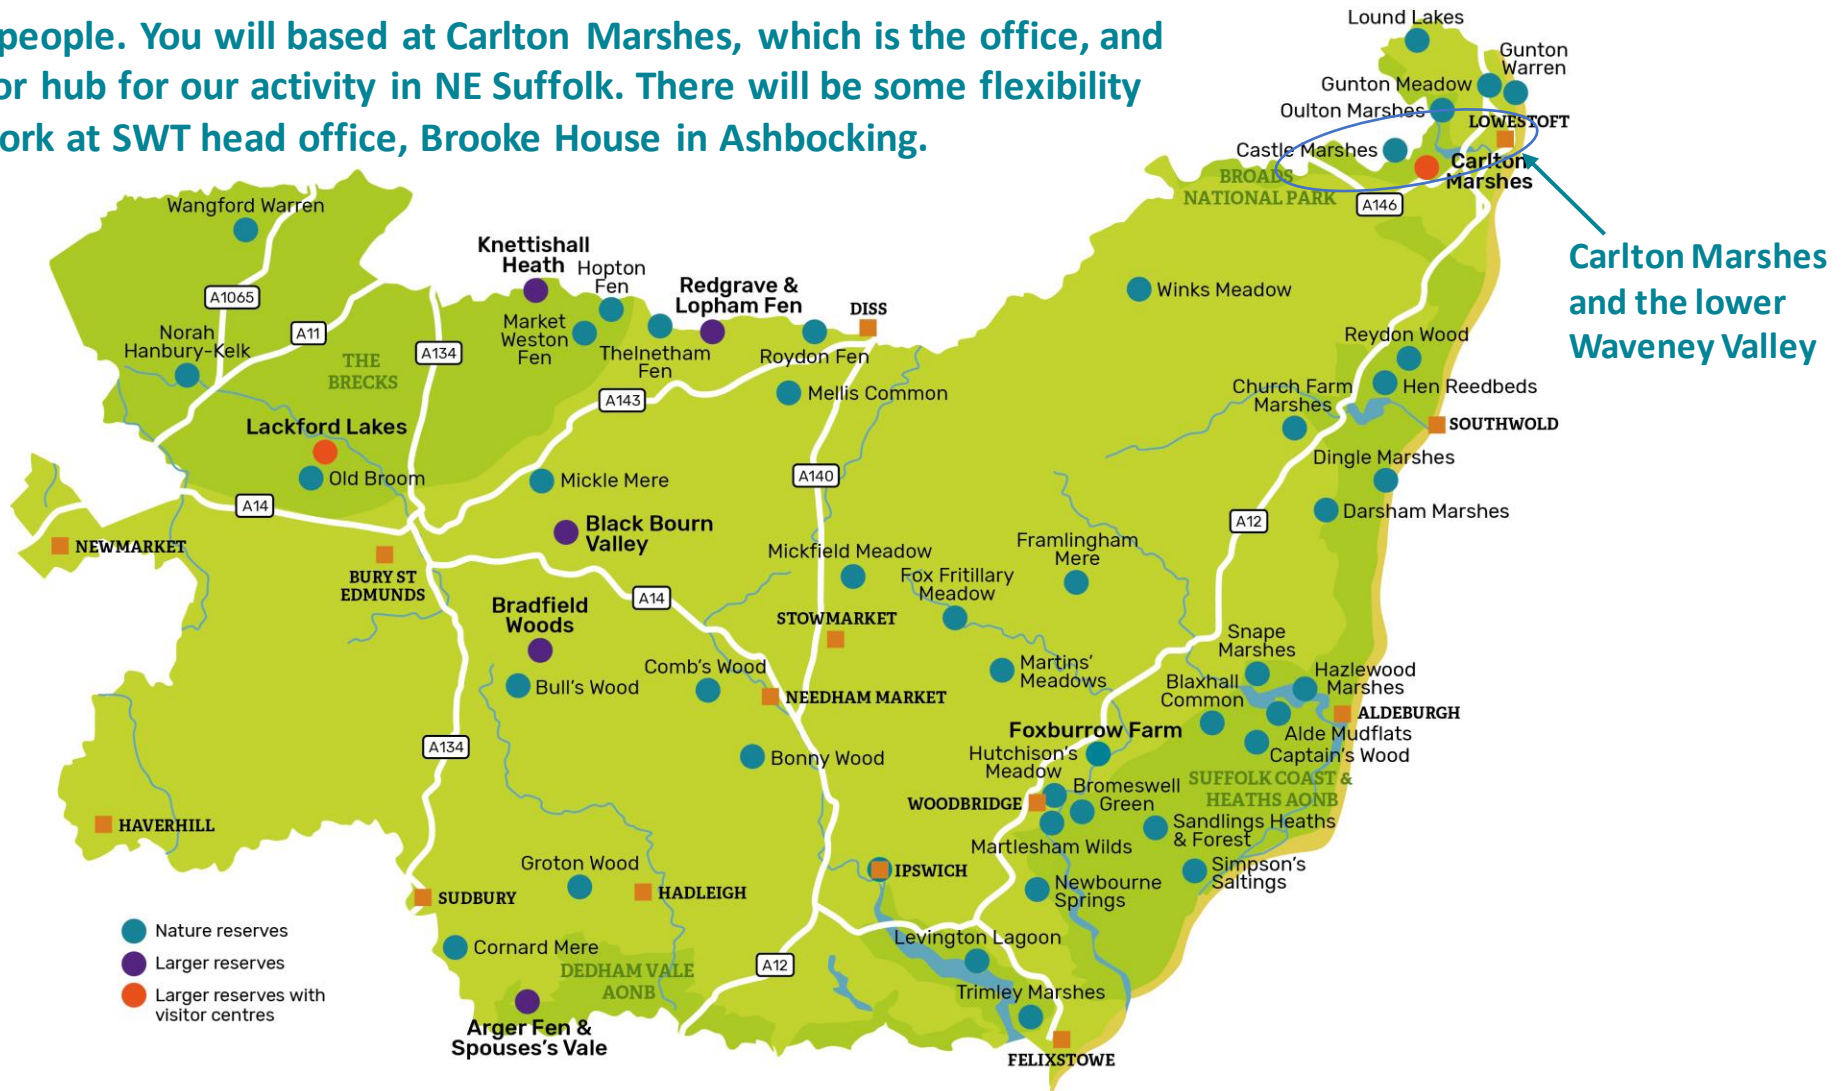 people. You will based at Carlton Marshes, which is the office, and
or hub for our activity in NE Suffolk. There will be some flexibility
ork at SWT head office, Brooke House in Ashbocking.
Lound Lakes
Gunton
Warren
Gunton Meadow
Oulton Marshes
LOWESTOFT
Castle Marshes
Carlton
Marshes
BROADS
NATIONAL PARK
A146
Carlton Marshes
and the lower
Waveney Valley
Wangford Warren
Knettishall
Heath
Hopton
Fen
Redgrave &
Lopham Fen
DISS
Winks Meadow
A1065
A11
Norah
Hanbury-Kelk
THE
BRECKS
A134
Market
Weston
Fen
Thelnetham
Fen
Roydon Fen
Reydon Wood
A143
Mellis Common
Church Farm
Marshes
Hen Reedbeds
SOUTHWOLD
Lackford Lakes
Old Broom
Mickle Mere
A140
Dingle Marshes
A14
Darsham Marshes
A12
Black Bourn
Valley
NEWMARKET
BURY ST
EDMUNDS
Mickfield Meadow
Fox Fritillary
Meadow
Framlingham
Mere
A14
Bradfield
Woods
STOWMARKET
Snape
Marshes
Comb's Wood
Bull's Wood
NEEDHAM MARKET
Martins'
Meadows
Blaxhall
Common
Hazlewood
Marshes
ALDEBURGH
Alde Mudflats
Captain's Wood
A134
Bonny Wood
Foxburrow Farm
Hutchison's
Meadow
SUFFOLK COAST &
HEATHS AONB
Bromeswell
Green
WOODBRIDGE
Sandlings Heaths
& Forest
HAVERHILL
Martlesham Wilds
Groton Wood
IPSWICH
Simpson's
Saltings
Newbourne
Springs
SUDBURY
HADLEIGH
Nature reserves
Larger reserves
Larger reserves with
visitor centres
Cornard Mere
DEDHAM VALE
AONB
A12
Levington Lagoon
Trimley Marshes
Arger Fen &
Spouses's Vale
FELIXSTOWE